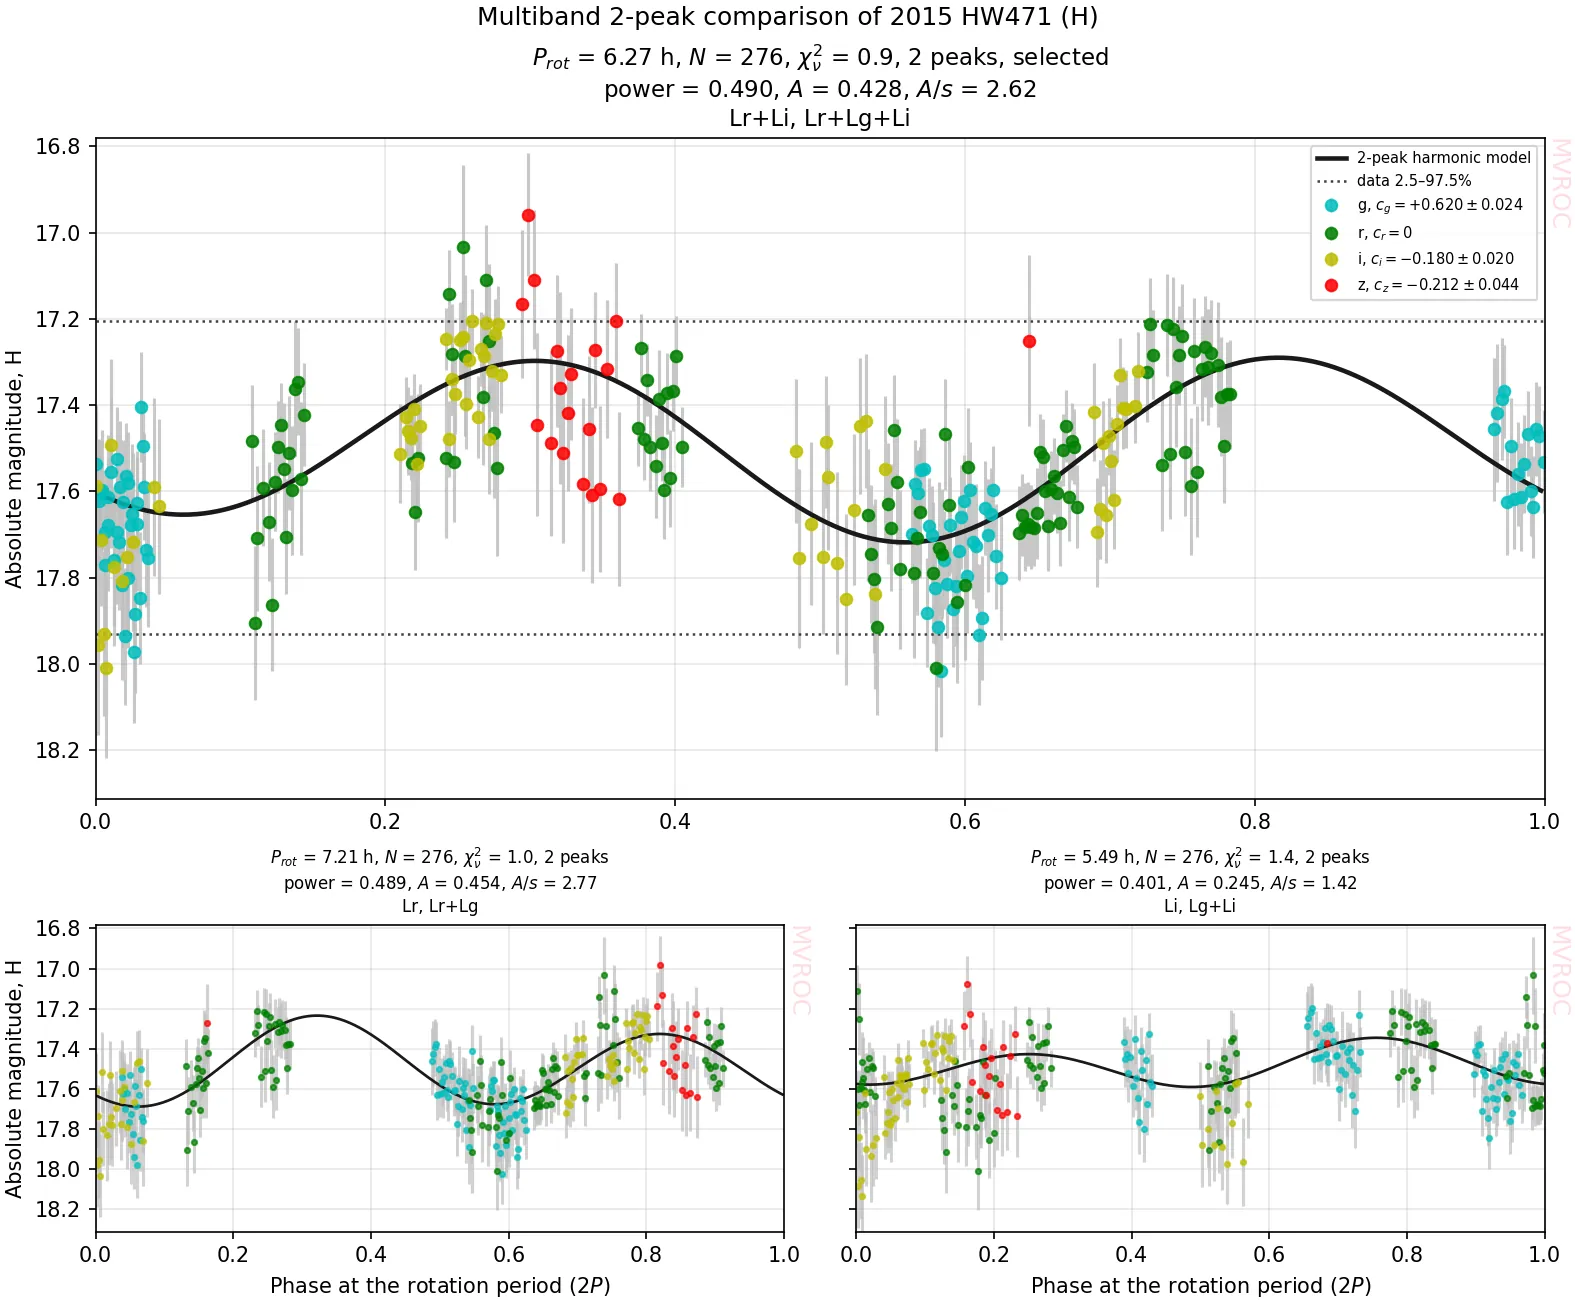 Multiband 2-peak comparison of 2015 HW471 (H)
P_rot = 6.27 h, N = 276, χ²_ν = 0.9, 2 peaks, selected
power = 0.490, A = 0.428, A/s = 2.62
Lr+Li, Lr+Lg+Li
Absolute magnitude, H
16.8
17.0
17.2
17.4
17.6
17.8
18.0
18.2
2-peak harmonic model
data 2.5–97.5%
g, c_g = +0.620 ± 0.024
r, c_r = 0
i, c_i = −0.180 ± 0.020
z, c_z = −0.212 ± 0.044
MVROC
0.0 0.2 0.4 0.6 0.8 1.0
P_rot = 7.21 h, N = 276, χ²_ν = 1.0, 2 peaks
power = 0.489, A = 0.454, A/s = 2.77
Lr, Lr+Lg
Absolute magnitude, H
16.8
17.0
17.2
17.4
17.6
17.8
18.0
18.2
MVROC
0.0 0.2 0.4 0.6 0.8 1.0
Phase at the rotation period (2P)
P_rot = 5.49 h, N = 276, χ²_ν = 1.4, 2 peaks
power = 0.401, A = 0.245, A/s = 1.42
Li, Lg+Li
MVROC
0.0 0.2 0.4 0.6 0.8 1.0
Phase at the rotation period (2P)